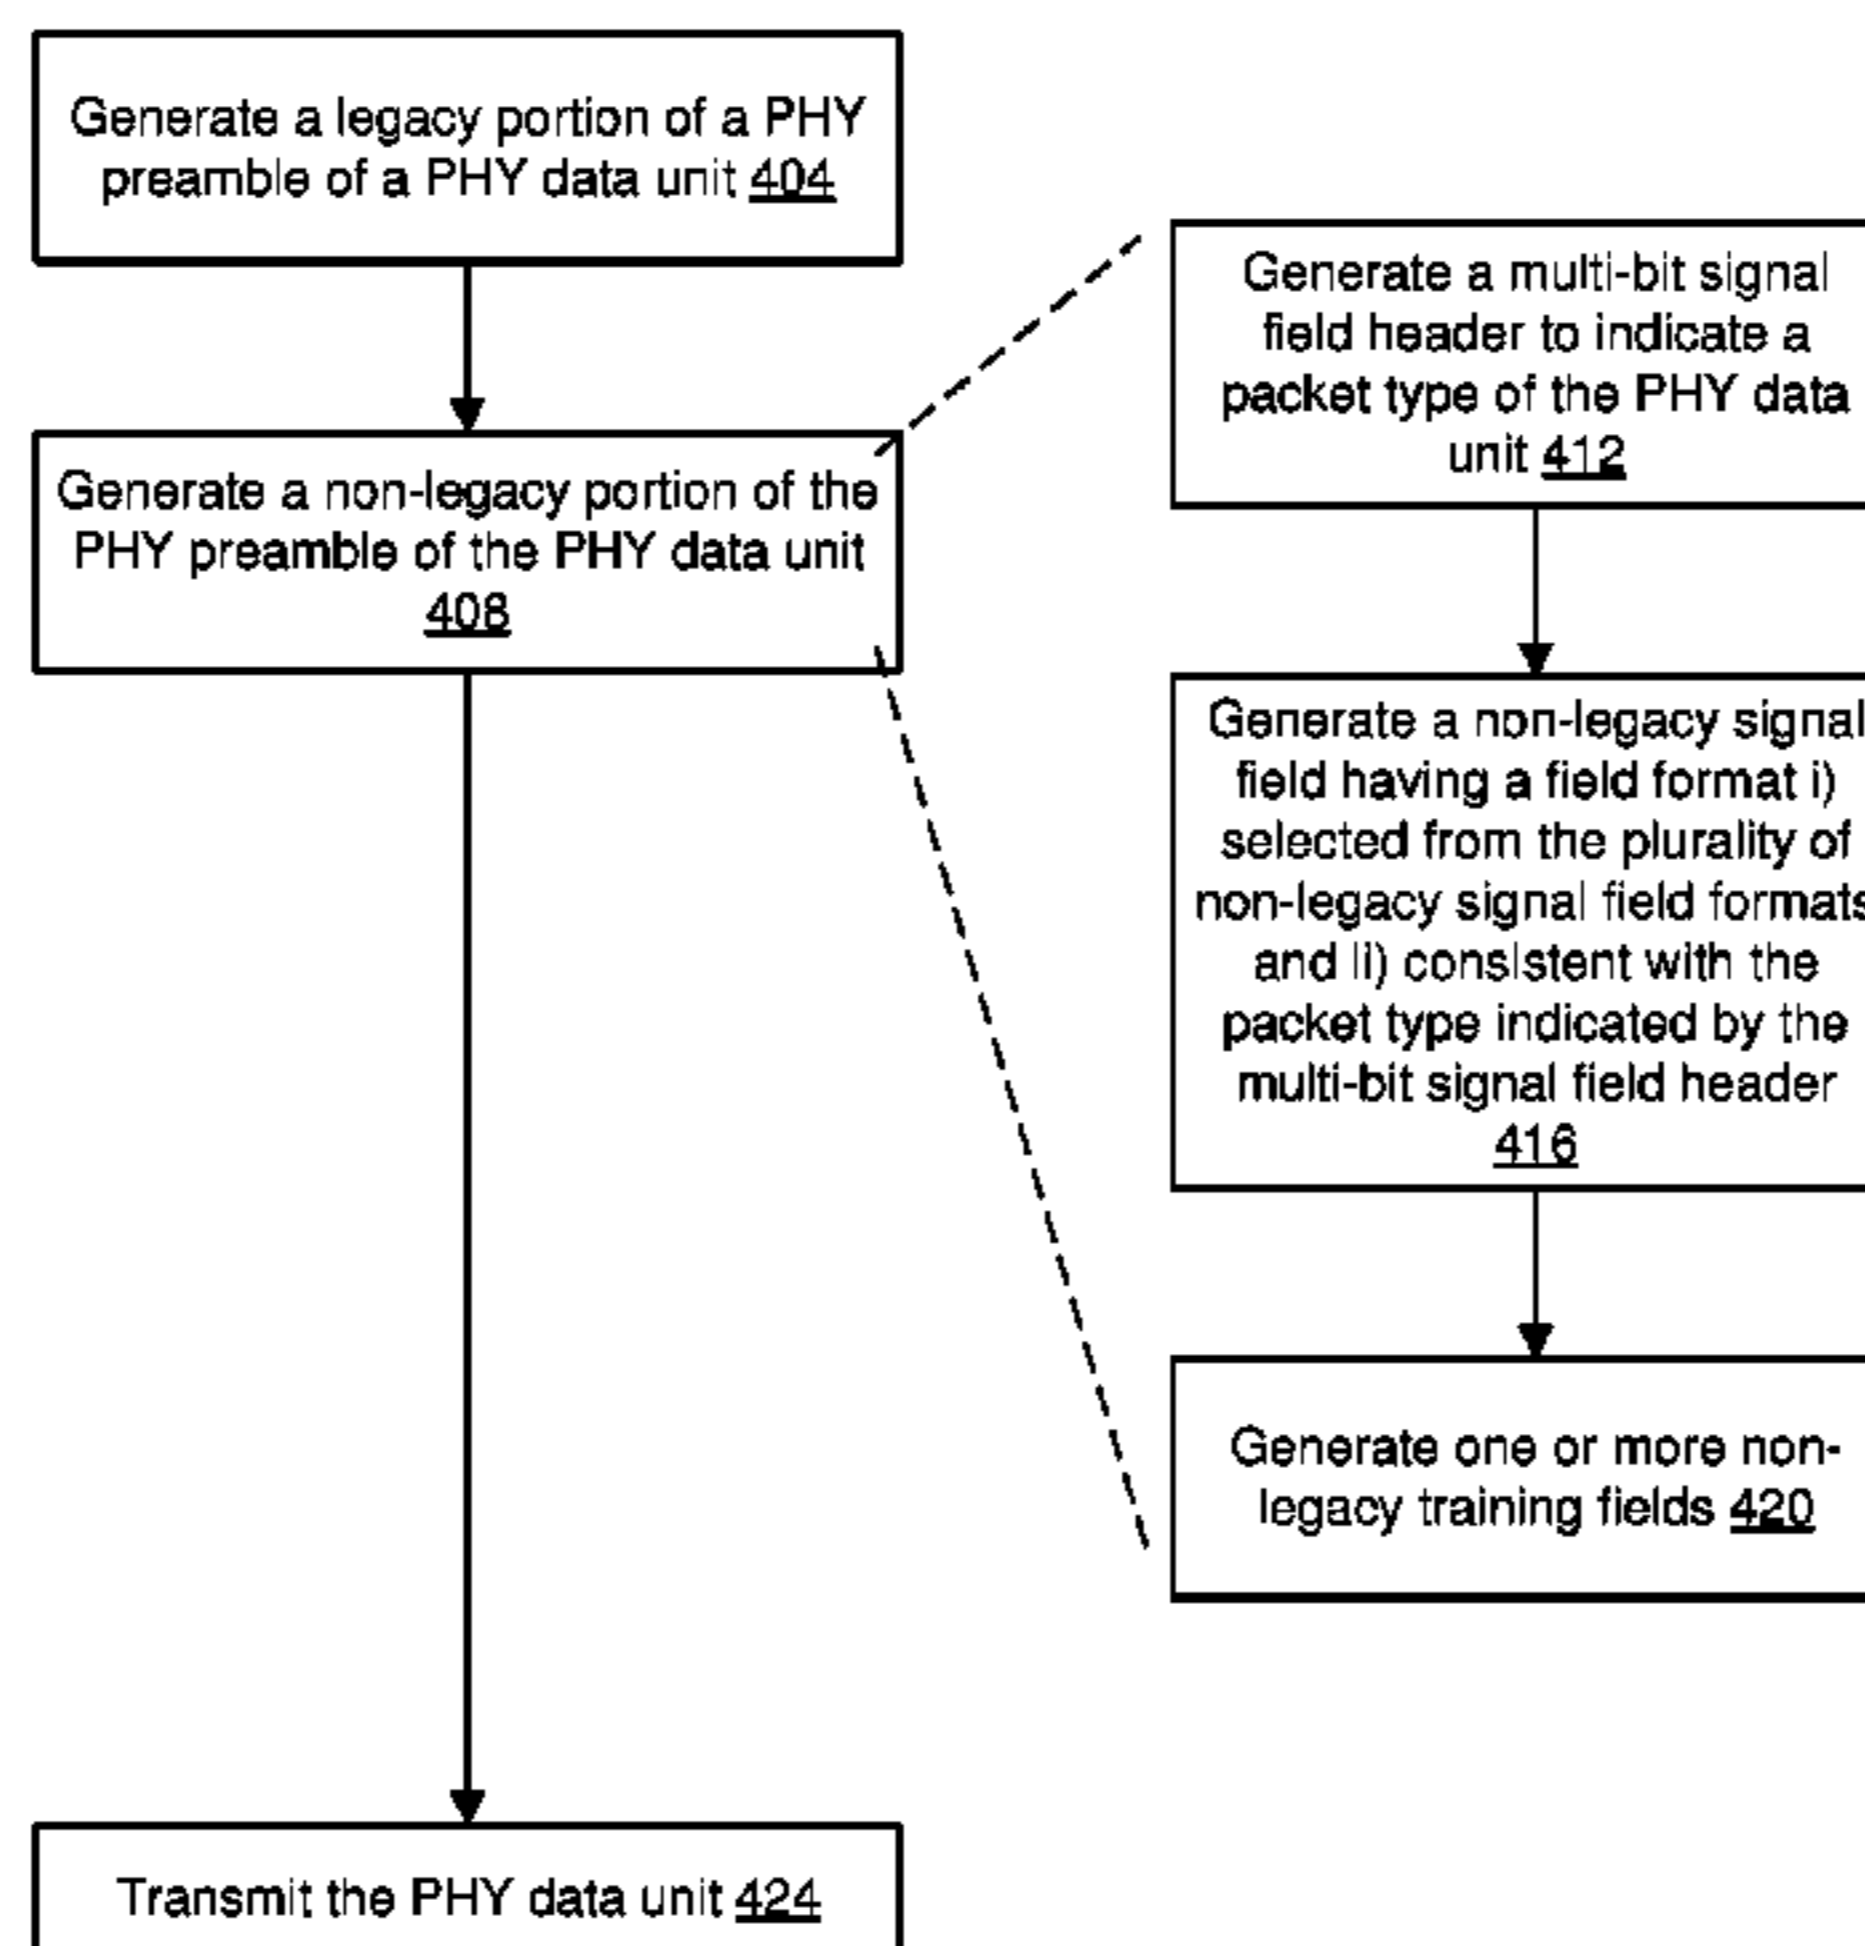 Generate a legacy portion of a PHY
preamble of a PHY data unit 404
Generate a non-legacy portion of the
PHY preamble of the PHY data unit
408
Generate a multi-bit signal
field header to indicate a
packet type of the PHY data
unit 412
Generate a non-legacy signal
field having a field format i)
selected from the plurality of
non-legacy signal field formats
and ii) consistent with the
packet type indicated by the
multi-bit signal field header
416
Generate one or more non-
legacy training fields 420
Transmit the PHY data unit 424